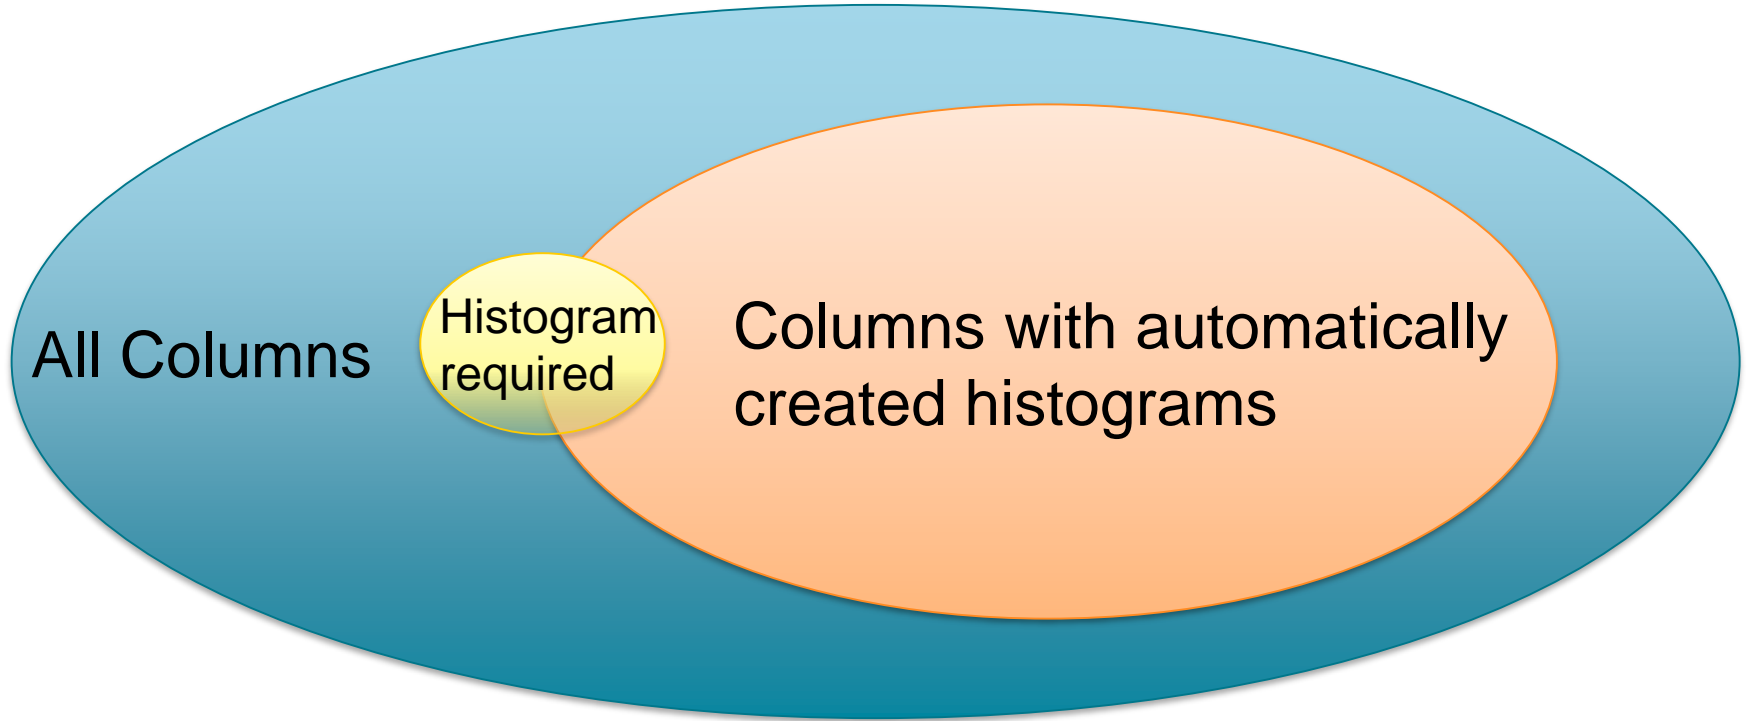 All Columns
Histogram
required
Columns with automatically
created histograms